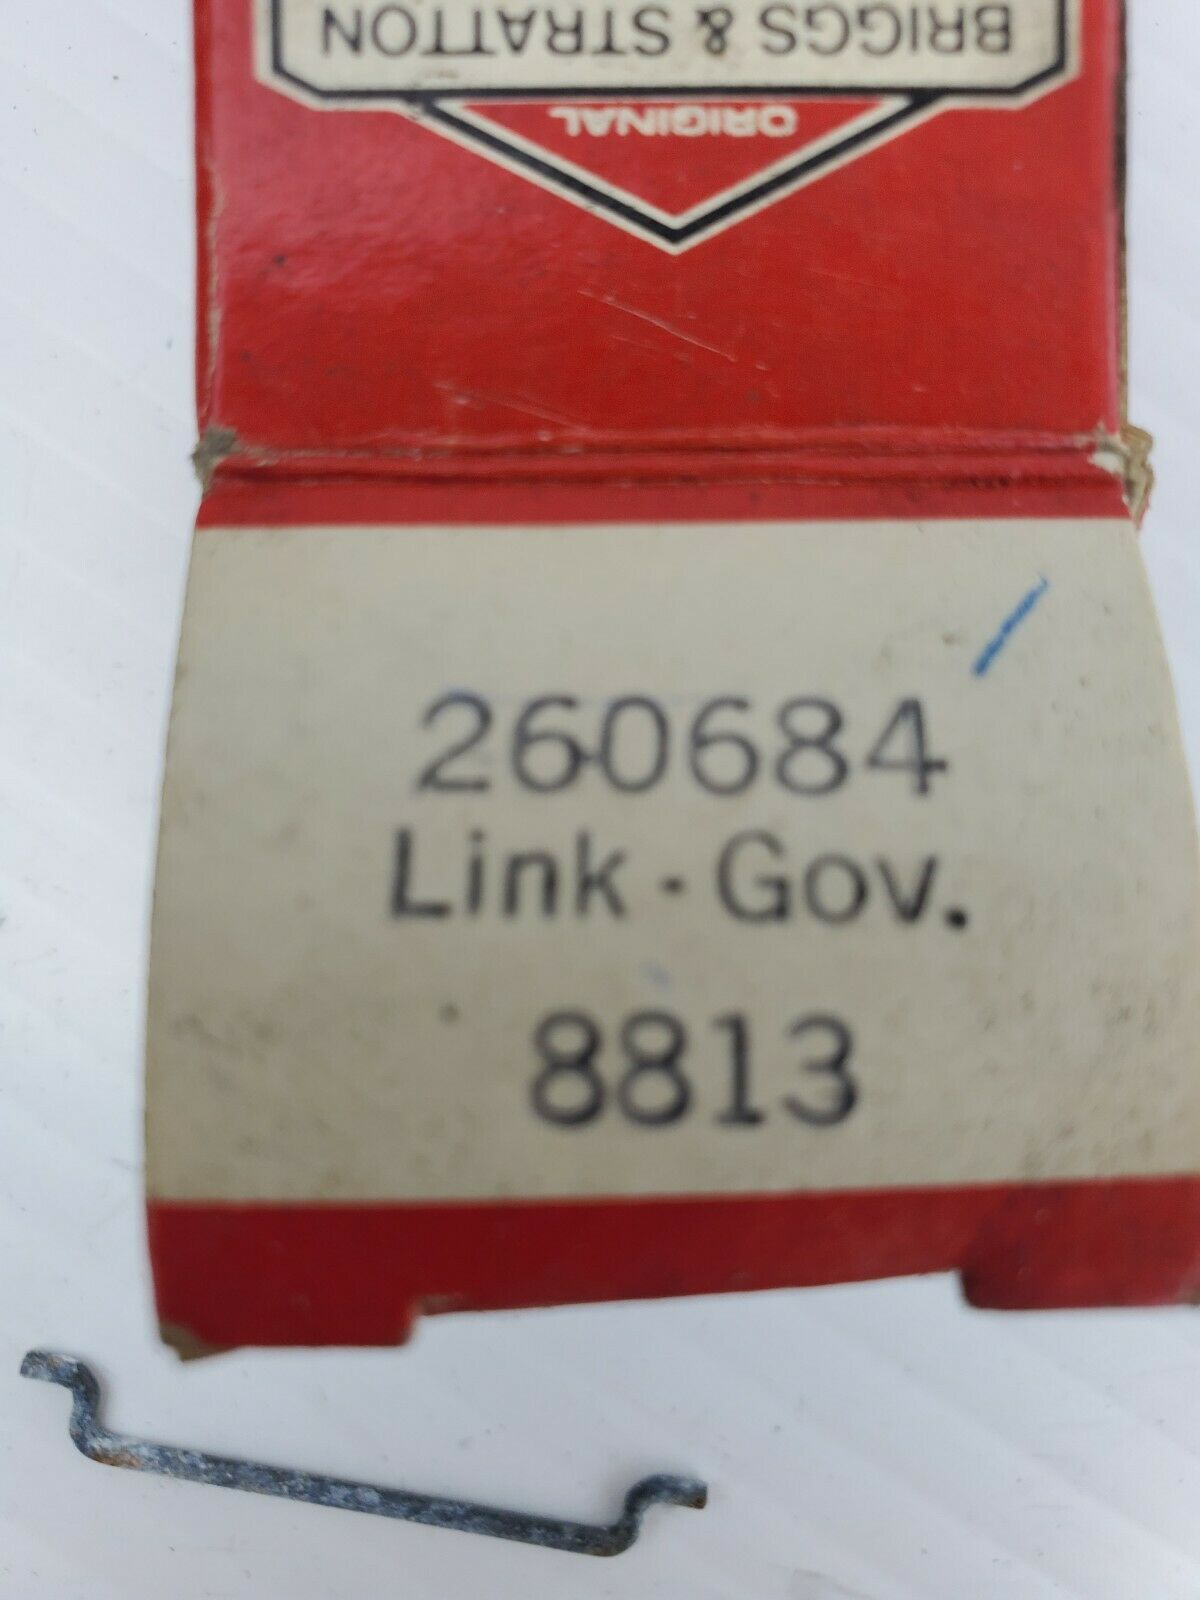 BRIGGS & STRATTON
ORIGINAL
260684
Link - Gov.
8813